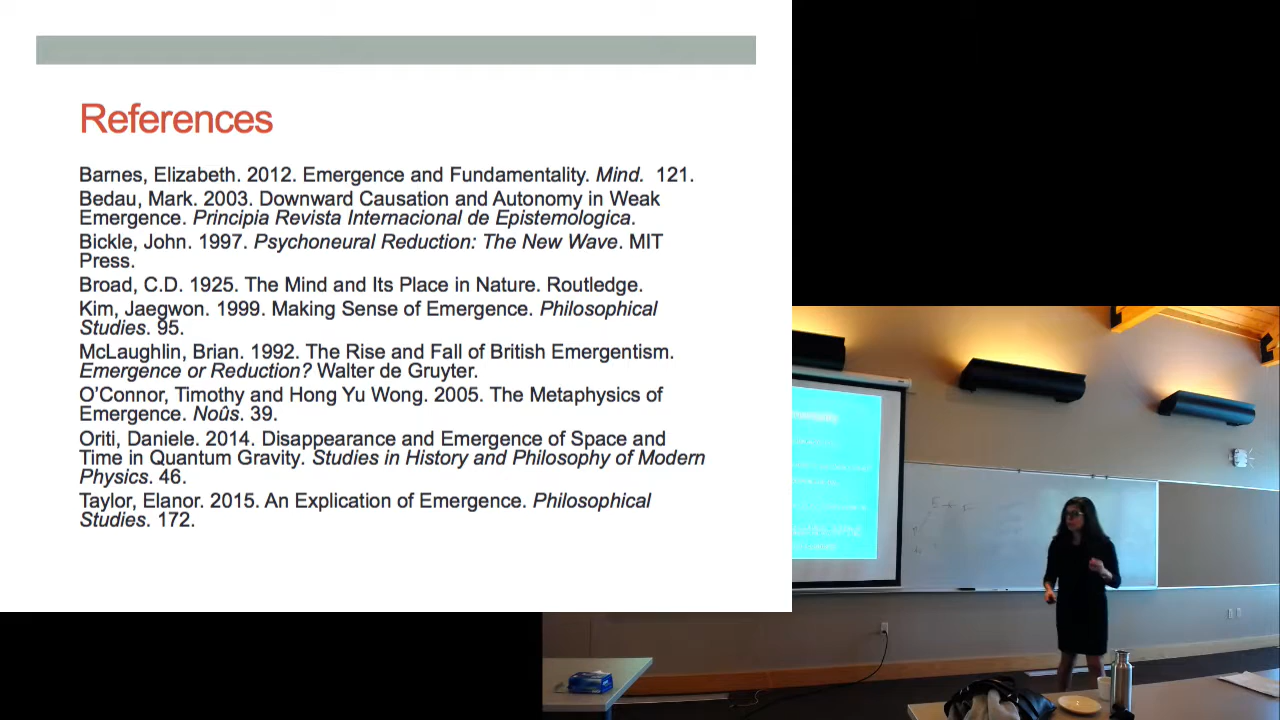 References
Barnes, Elizabeth. 2012. Emergence and Fundamentality. Mind.  121.
Bedau, Mark. 2003. Downward Causation and Autonomy in Weak
Emergence. Principia Revista Internacional de Epistemologica.
Bickle, John. 1997. Psychoneural Reduction: The New Wave. MIT
Press.
Broad, C.D. 1925. The Mind and Its Place in Nature. Routledge.
Kim, Jaegwon. 1999. Making Sense of Emergence. Philosophical
Studies. 95.
McLaughlin, Brian. 1992. The Rise and Fall of British Emergentism.
Emergence or Reduction? Walter de Gruyter.
O’Connor, Timothy and Hong Yu Wong. 2005. The Metaphysics of
Emergence. Noûs. 39.
Oriti, Daniele. 2014. Disappearance and Emergence of Space and
Time in Quantum Gravity. Studies in History and Philosophy of Modern
Physics. 46.
Taylor, Elanor. 2015. An Explication of Emergence. Philosophical
Studies. 172.